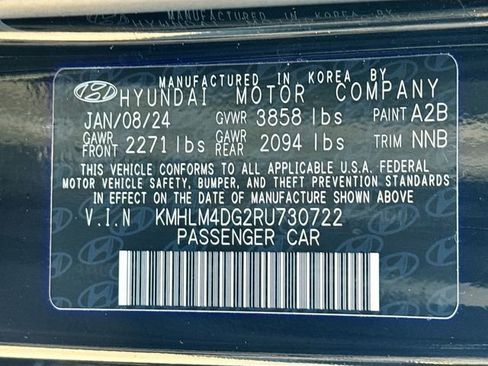 MANUFACTURED IN KOREA BY
HYUNDAI MOTOR COMPANY
JAN/08/24 GVWR 3858 lbs PAINT A2B
GAWR FRONT 2271 lbs GAWR REAR 2094 lbs TRIM NNB
THIS VEHICLE CONFORMS TO ALL APPLICABLE U.S.A. FEDERAL
MOTOR VEHICLE SAFETY, BUMPER, AND THEFT PREVENTION STANDARDS
IN EFFECT ON THE DATE OF MANUFACTURE SHOWN ABOVE
V.I.N KMHLM4DG2RU730722
PASSENGER CAR